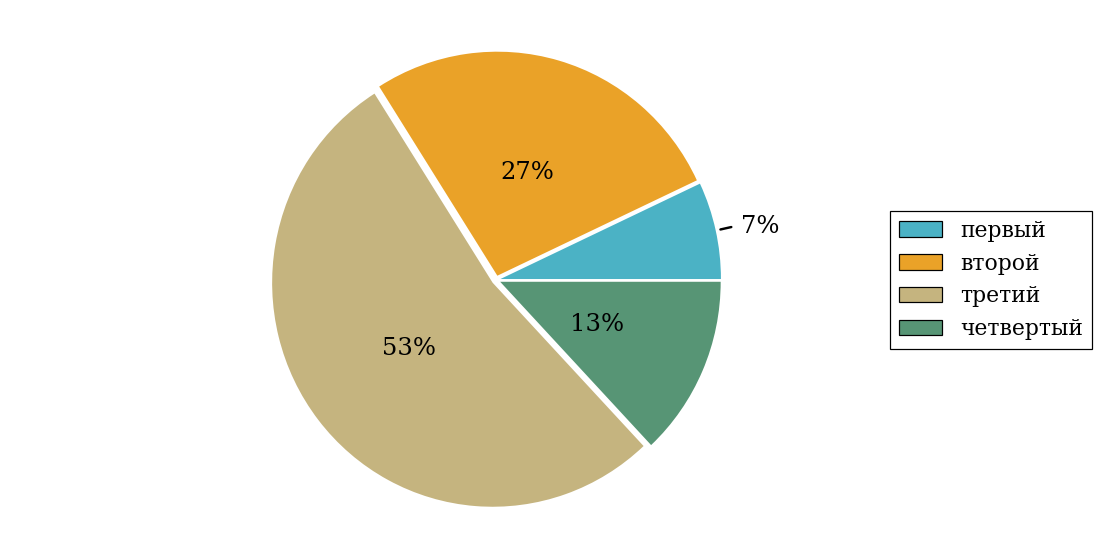 27%
7%
13%
53%
первый
второй
третий
четвертый